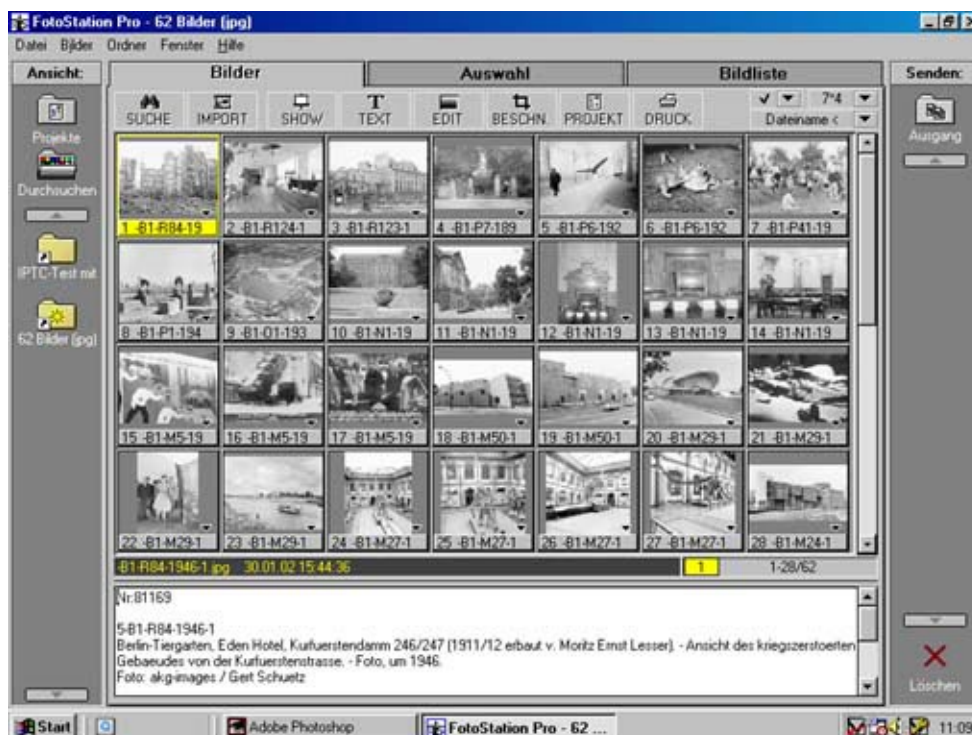 FotoStation Pro - 62 Bilder (jpg)
Datei Bilder Ordner Fenster Hilfe
Ansicht:
Bilder Auswahl Bildliste
Senden:
SUCHE IMPORT SHOW TEXT EDIT BESCHN. PROJEKT DRUCK
7*4
Dateiname <
Projekte
Durchsuchen
IPTC-Test mit
62 Bilder (jpg)
Ausgang
1 -B1-R84-19 2 -B1-R124-1 3 -B1-R123-1 4 -B1-P7-189 5 -B1-P6-192 6 -B1-P6-192 7 -B1-P41-19
8 -B1-P1-194 9 -B1-O1-193 10 -B1-N1-19 11 -B1-N1-19 12 -B1-N1-19 13 -B1-N1-19 14 -B1-N1-19
15 -B1-M5-19 16 -B1-M5-19 17 -B1-M5-19 18 -B1-M50-1 19 -B1-M50-1 20 -B1-M29-1 21 -B1-M29-1
22 -B1-M29-1 23 -B1-M29-1 24 -B1-M27-1 25 -B1-M27-1 26 -B1-M27-1 27 -B1-M27-1 28 -B1-M24-1
-B1-R84-1946-1.jpg 30.01.02 15:44:36 1 1-28/62
Nr:81169
5-B1-R84-1946-1
Berlin-Tiergarten, Eden Hotel, Kurfuerstendamm 246/247 (1911/12 erbaut v. Moritz Ernst Lesser). - Ansicht des kriegszerstoerten
Gebaeudes von der Kurfuerstenstrasse. - Foto, um 1946.
Foto: akg-images / Gert Schuetz
Löschen
Start Adobe Photoshop FotoStation Pro - 62 ... 11:09